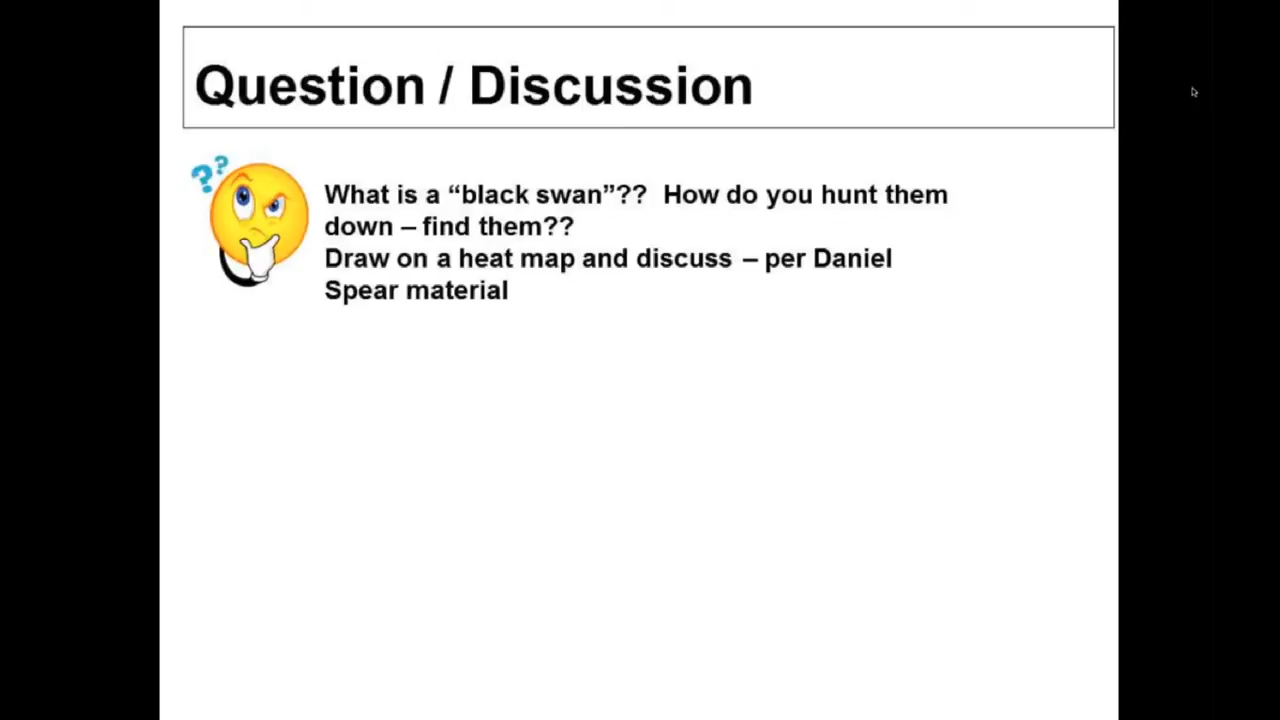 Question / Discussion
??
What is a “black swan”??  How do you hunt them
down – find them??
Draw on a heat map and discuss – per Daniel
Spear material